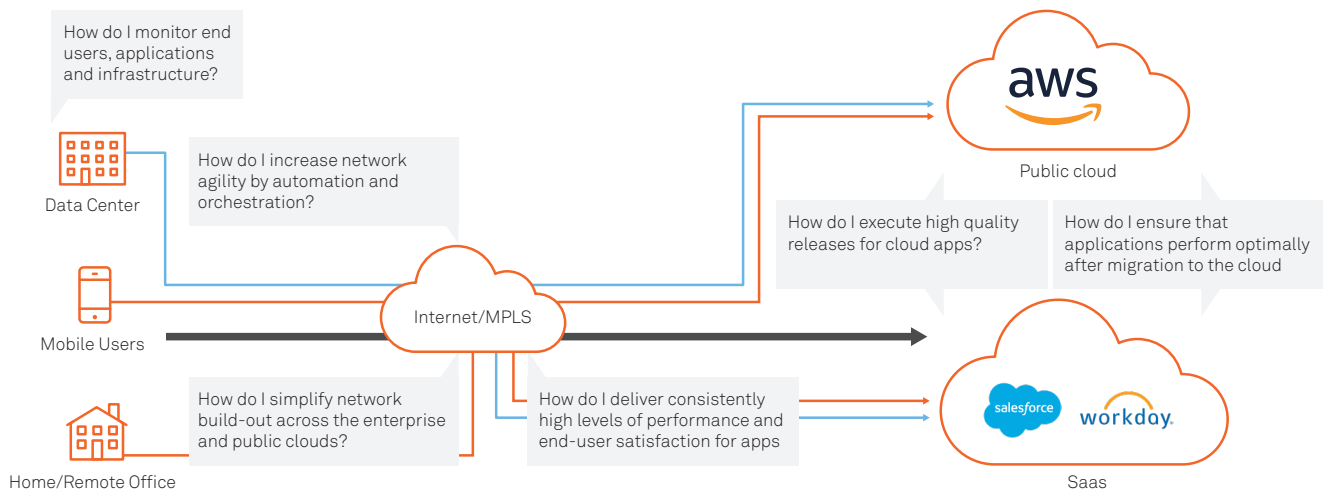 How do I monitor end
users, applications
and infrastructure?
Data Center
How do I increase network
agility by automation and
orchestration?
aws
Public cloud
How do I execute high quality
releases for cloud apps?
How do I ensure that
applications perform optimally
after migration to the cloud
Mobile Users
Internet/MPLS
How do I simplify network
build-out across the enterprise
and public clouds?
How do I deliver consistently
high levels of performance and
end-user satisfaction for apps
salesforce
workday.
Home/Remote Office
Saas